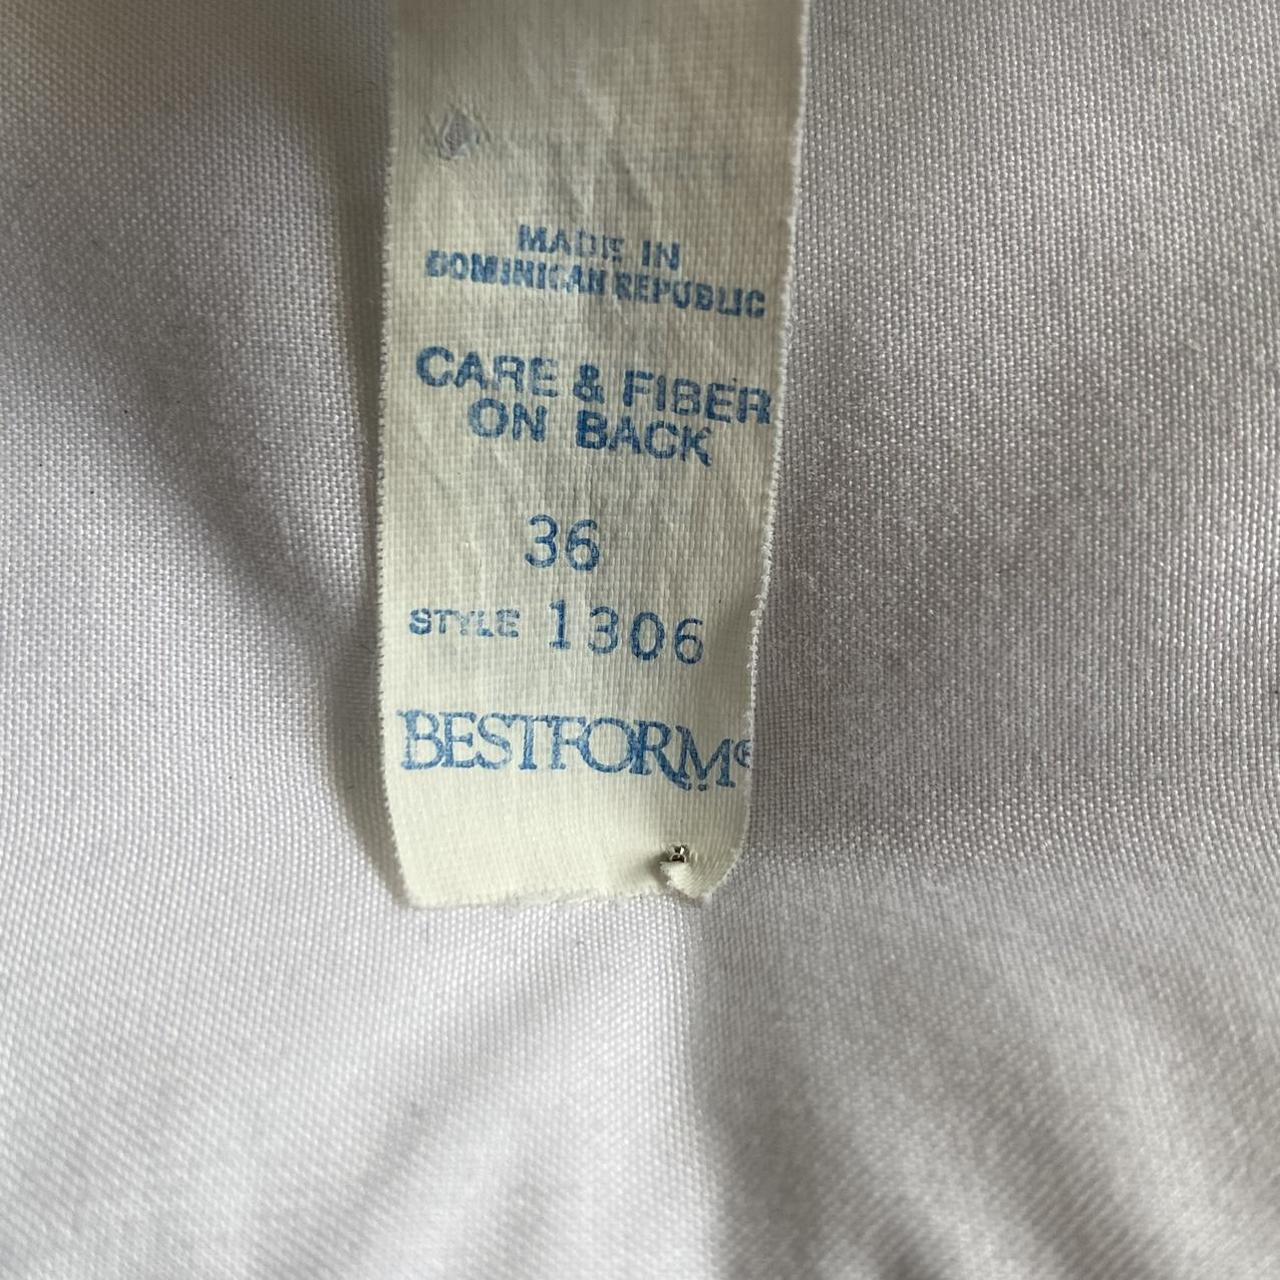 MADE IN
DOMINICAN REPUBLIC
CARE & FIBER
ON BACK
36
STYLE 1306
BESTFORM®